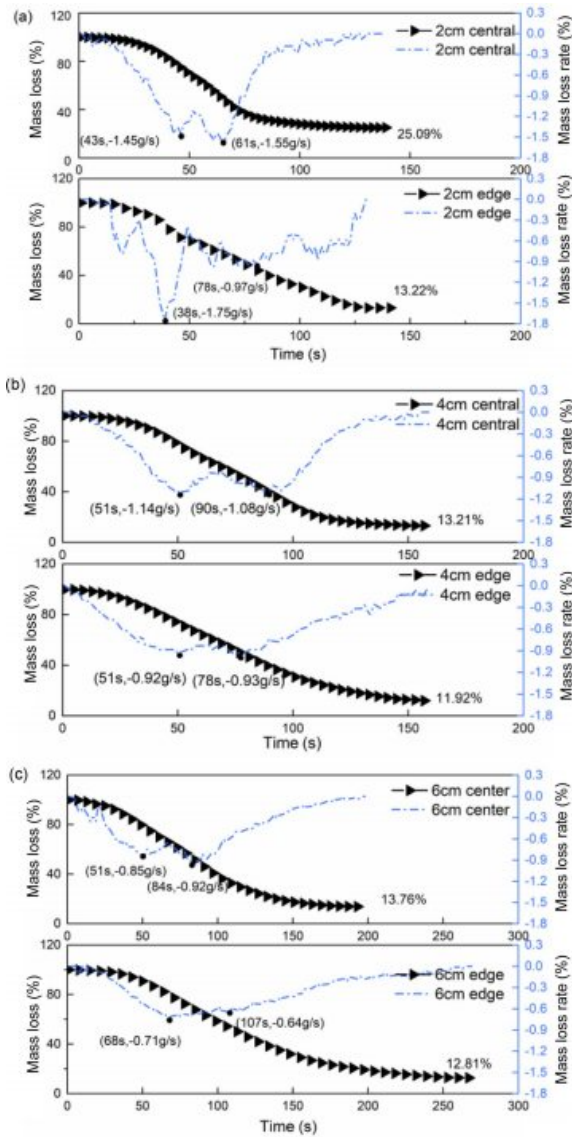 (a)
120
80
40
0
Mass loss (%)
2cm central
2cm central
(43s,-1.45g/s)
(61s,-1.55g/s)
25.09%
0.3
0.0
-0.3
-0.6
-0.9
-1.2
-1.5
-1.8
Mass loss rate (%)
0 50 100 150 200
120
80
40
0
Mass loss (%)
2cm edge
2cm edge
(78s,-0.97g/s)
(38s,-1.75g/s)
13.22%
0.3
0.0
-0.3
-0.6
-0.9
-1.2
-1.5
-1.8
Mass loss rate (%)
0 50 100 150 200
Time (s)
(b)
120
80
40
0
Mass loss (%)
4cm central
4cm central
(51s,-1.14g/s)
(90s,-1.08g/s)
13.21%
0.3
0.0
-0.3
-0.6
-0.9
-1.2
-1.5
-1.8
Mass loss rate (%)
0 50 100 150 200
120
80
40
0
Mass loss (%)
4cm edge
4cm edge
(51s,-0.92g/s)
(78s,-0.93g/s)
11.92%
0.3
0.0
-0.3
-0.6
-0.9
-1.2
-1.5
-1.8
Mass loss rate (%)
0 50 100 150 200
Time (s)
(c)
120
80
40
0
Mass loss (%)
6cm center
6cm center
(51s,-0.85g/s)
(84s,-0.92g/s)
13.76%
0.3
0.0
-0.3
-0.6
-0.9
-1.2
-1.5
-1.8
Mass loss rate (%)
0 50 100 150 200 250 300
120
80
40
0
Mass loss (%)
6cm edge
6cm edge
(68s,-0.71g/s)
(107s,-0.64g/s)
12.81%
0.3
0.0
-0.3
-0.6
-0.9
-1.2
-1.5
-1.8
Mass loss rate (%)
0 50 100 150 200 250 300
Time (s)